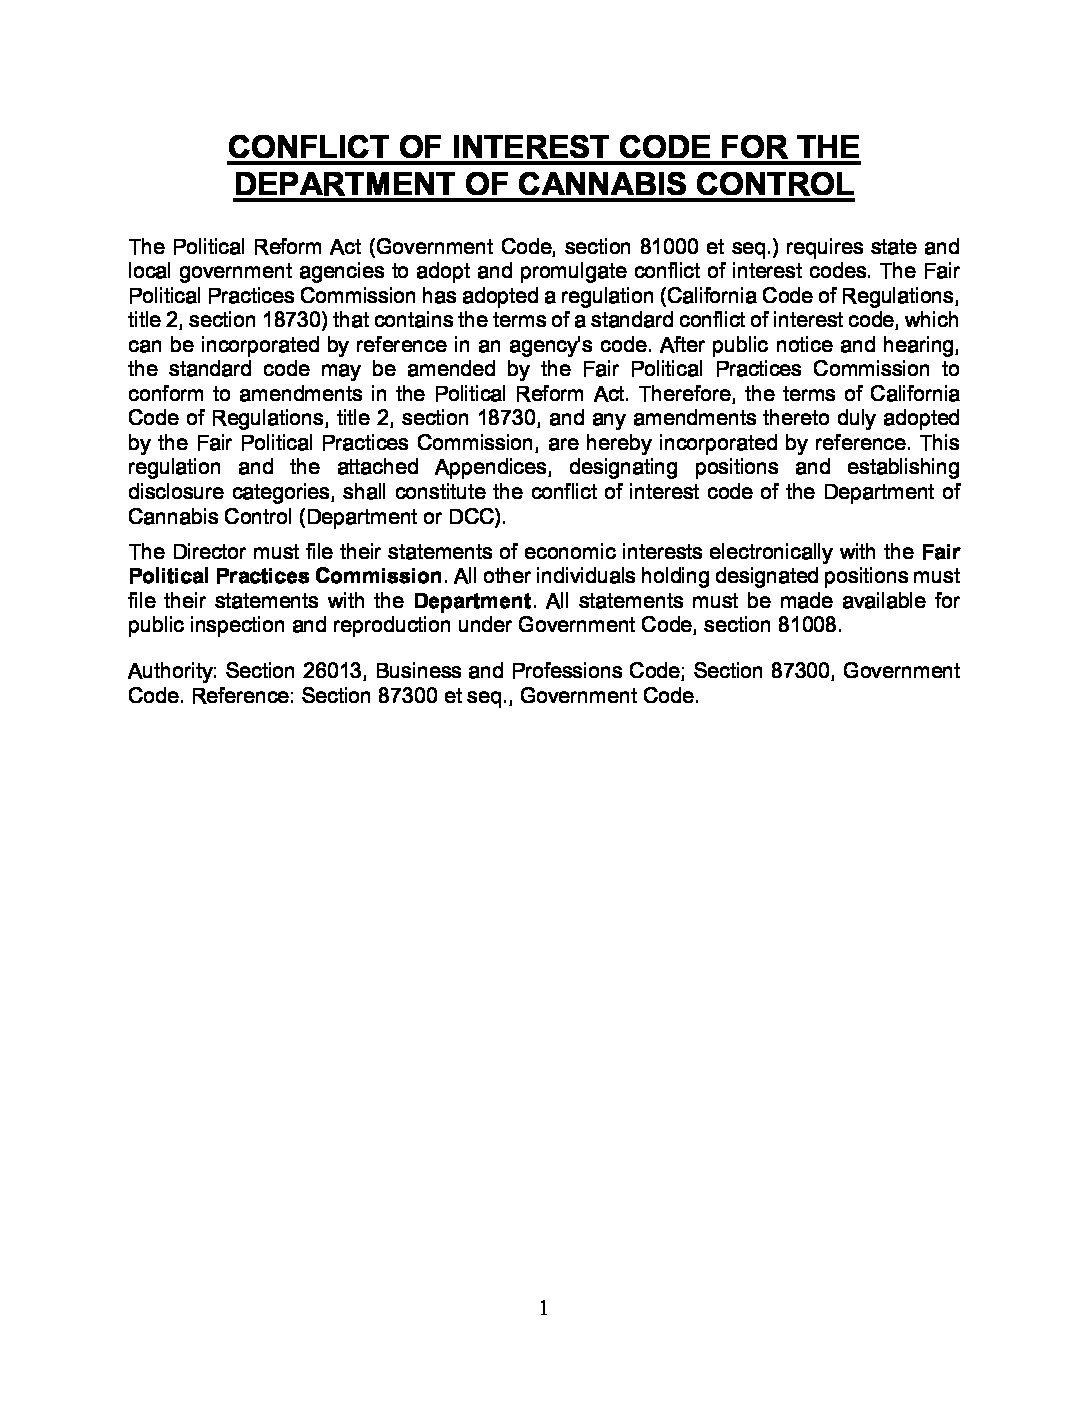 CONFLICT OF INTEREST CODE FOR THE
DEPARTMENT OF CANNABIS CONTROL
The Political Reform Act (Government Code, section 81000 et seq.) requires state and
local government agencies to adopt and promulgate conflict of interest codes. The Fair
Political Practices Commission has adopted a regulation (California Code of Regulations,
title 2, section 18730) that contains the terms of a standard conflict of interest code, which
can be incorporated by reference in an agency's code. After public notice and hearing,
the standard code may be amended by the Fair Political Practices Commission to
conform to amendments in the Political Reform Act. Therefore, the terms of California
Code of Regulations, title 2, section 18730, and any amendments thereto duly adopted
by the Fair Political Practices Commission, are hereby incorporated by reference. This
regulation and the attached Appendices, designating positions and establishing
disclosure categories, shall constitute the conflict of interest code of the Department of
Cannabis Control (Department or DCC).
The Director must file their statements of economic interests electronically with the Fair
Political Practices Commission. All other individuals holding designated positions must
file their statements with the Department. All statements must be made available for
public inspection and reproduction under Government Code, section 81008.
Authority: Section 26013, Business and Professions Code; Section 87300, Government
Code. Reference: Section 87300 et seq., Government Code.
1